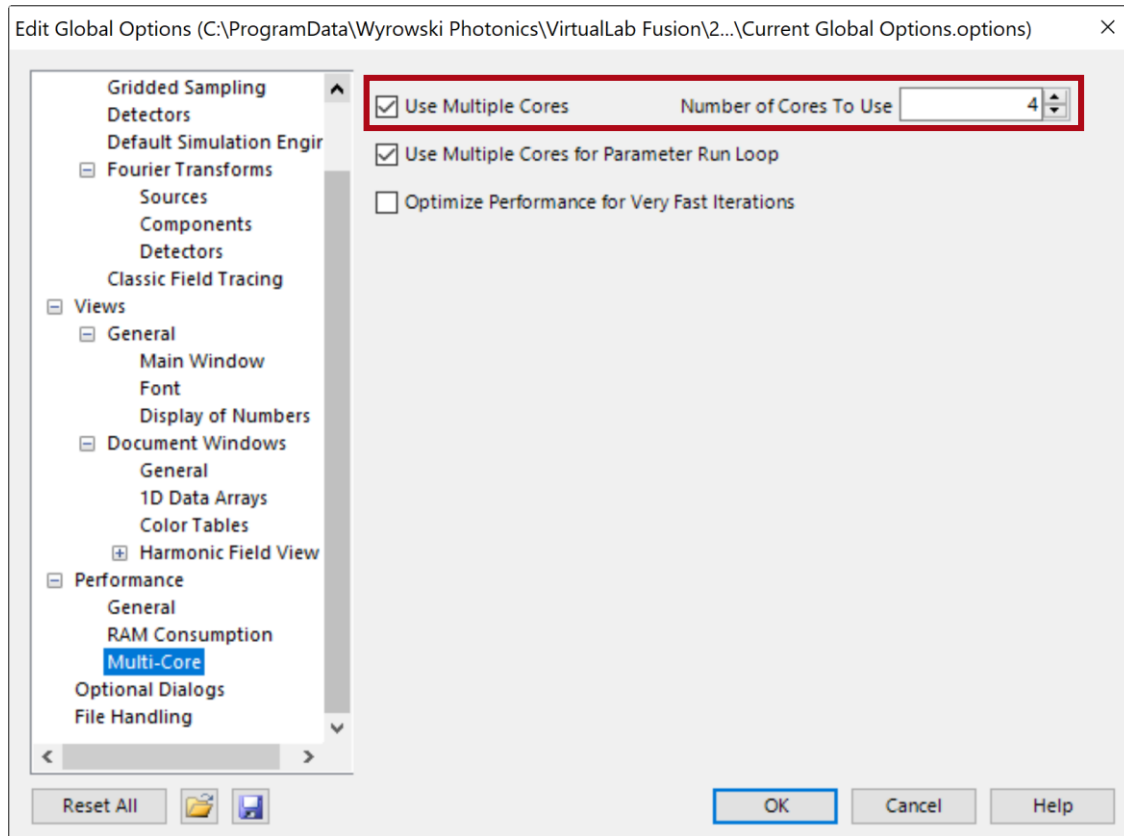 Edit Global Options (C:\ProgramData\Wyrowski Photonics\VirtualLab Fusion\2...\Current Global Options.options)
Gridded Sampling
Detectors
Default Simulation Engir
Fourier Transforms
Sources
Components
Detectors
Classic Field Tracing
Views
General
Main Window
Font
Display of Numbers
Document Windows
General
1D Data Arrays
Color Tables
Harmonic Field View
Performance
General
RAM Consumption
Multi-Core
Optional Dialogs
File Handling
Use Multiple Cores Number of Cores To Use 4
Use Multiple Cores for Parameter Run Loop
Optimize Performance for Very Fast Iterations
Reset All OK Cancel Help